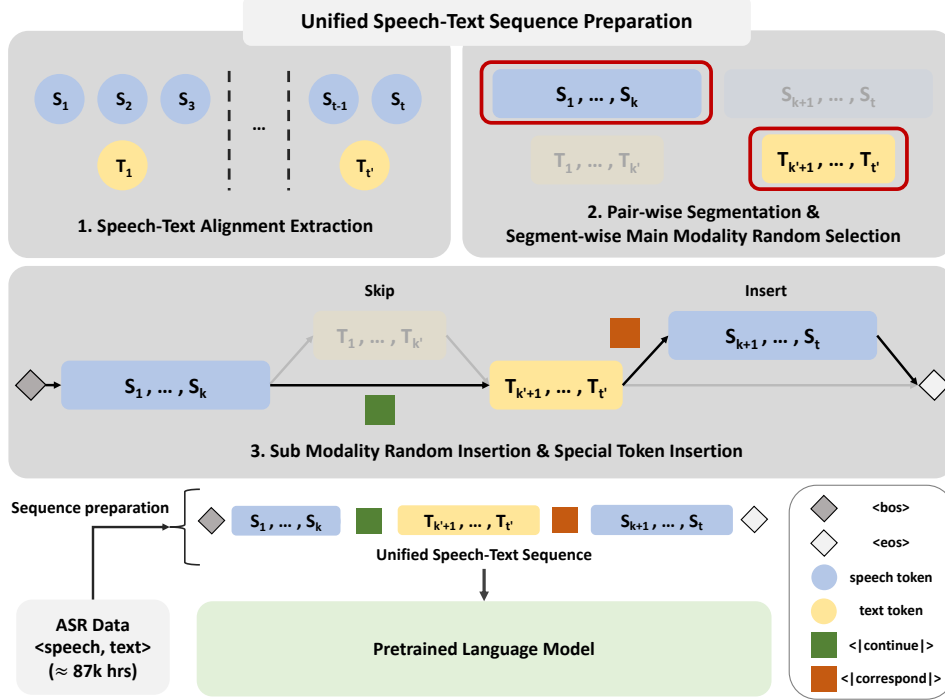 Unified Speech-Text Sequence Preparation
S1 S2 S3 ... St-1 St
T1 Tt'
1. Speech-Text Alignment Extraction
S1 , ... , Sk
Sk+1 , ... , St
T1 , ... , Tk'
Tk'+1 , ... , Tt'
2. Pair-wise Segmentation &
Segment-wise Main Modality Random Selection
Skip
Insert
T1 , ... , Tk'
Sk+1 , ... , St
S1 , ... , Sk
Tk'+1 , ... , Tt'
3. Sub Modality Random Insertion & Special Token Insertion
Sequence preparation
S1 , ... , Sk
Tk'+1 , ... , Tt'
Sk+1 , ... , St
Unified Speech-Text Sequence
ASR Data
<speech, text>
(≈ 87k hrs)
Pretrained Language Model
<bos>
<eos>
speech token
text token
<|continue|>
<|correspond|>